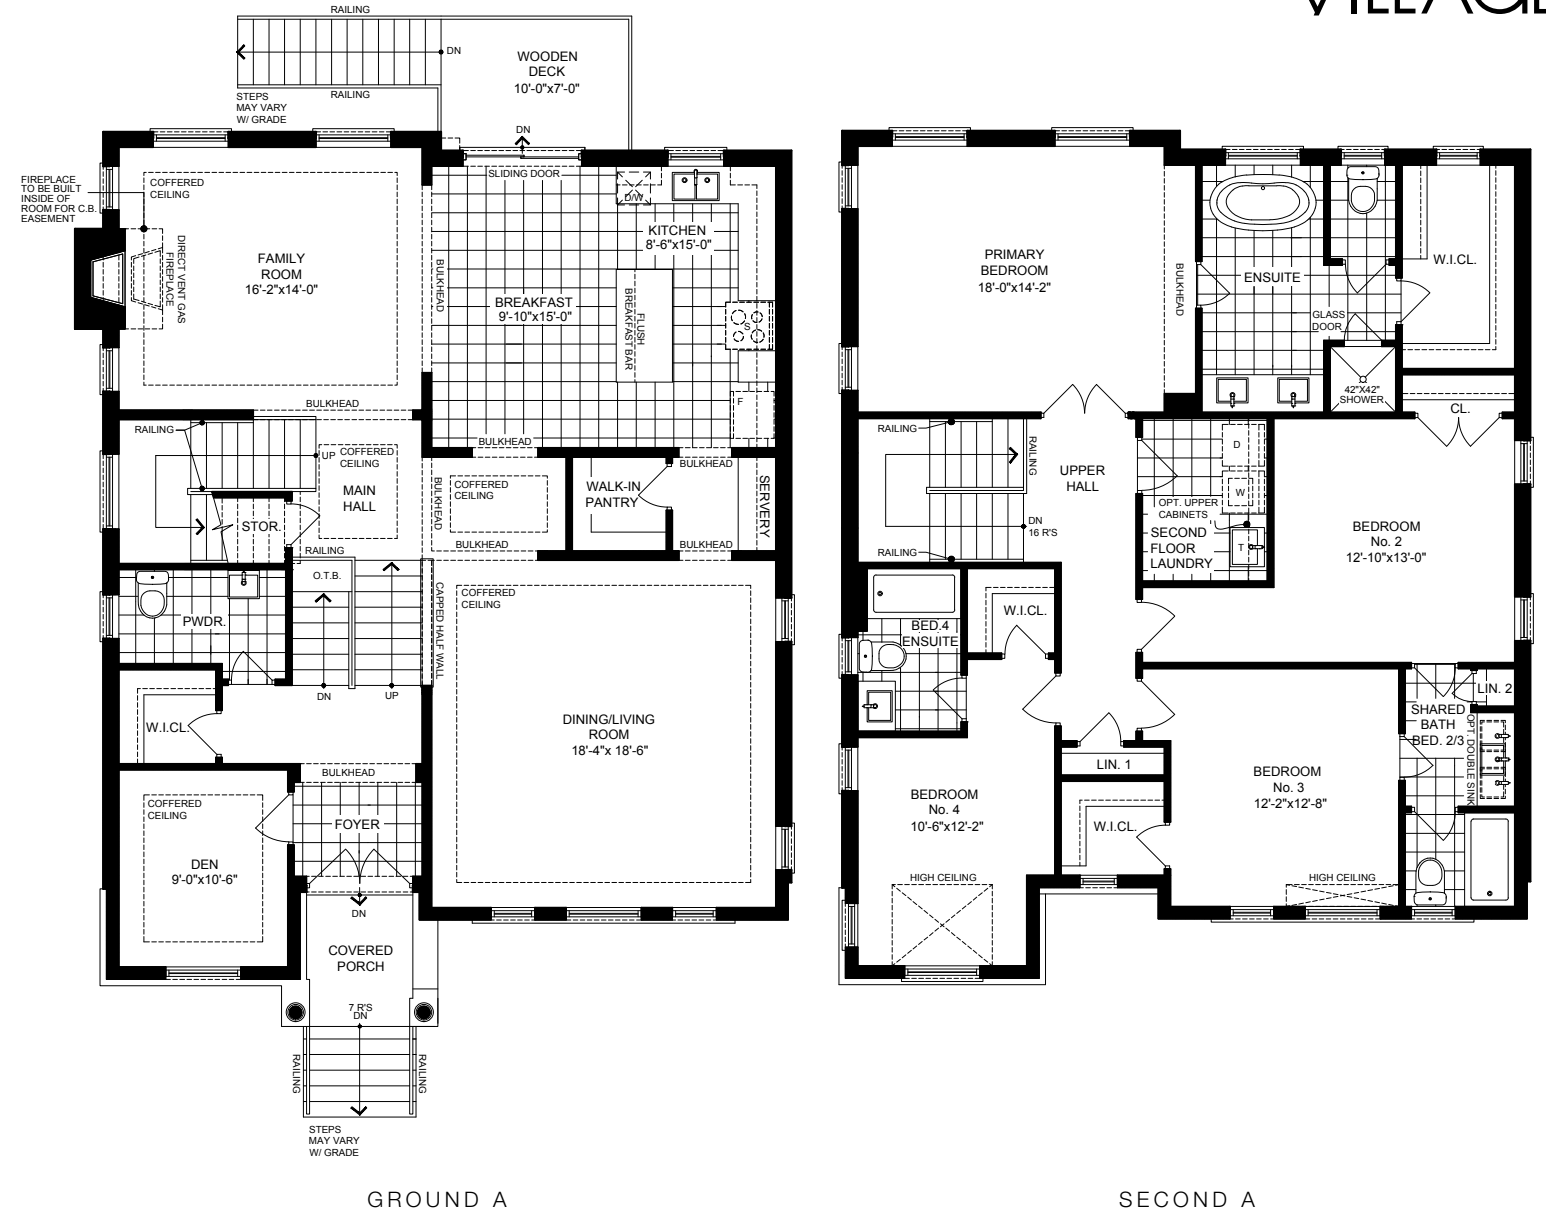 VILLAGE
RAILING
DN
WOODEN
DECK
10'-0"x7'-0"
RAILING
STEPS
MAY VARY
W/ GRADE
DN
SLIDING DOOR
FIREPLACE
TO BE BUILT
INSIDE OF
ROOM FOR C.B.
EASEMENT
COFFERED
CEILING
DIRECT VENT GAS
FIREPLACE
FAMILY
ROOM
16'-2"x14'-0"
BULKHEAD
D/W
KITCHEN
8'-6"x15'-0"
BREAKFAST
9'-10"x15'-0"
FLUSH
BREAKFAST BAR
S
F
BULKHEAD
BULKHEAD
RAILING
UP
COFFERED
CEILING
MAIN
HALL
STOR.
RAILING
BULKHEAD
COFFERED
CEILING
BULKHEAD
WALK-IN
PANTRY
BULKHEAD
SERVERY
BULKHEAD
O.T.B.
PWDR.
CAPPED HALF WALL
DN
UP
COFFERED
CEILING
W.I.CL.
DINING/LIVING
ROOM
18'-4"x 18'-6"
BULKHEAD
COFFERED
CEILING
FOYER
DEN
9'-0"x10'-6"
DN
COVERED
PORCH
7 R'S
DN
RAILING
RAILING
STEPS
MAY VARY
W/ GRADE
GROUND A
PRIMARY
BEDROOM
18'-0"x14'-2"
BULKHEAD
ENSUITE
W.I.CL.
GLASS
DOOR
42"X42"
SHOWER
CL.
RAILING
RAILING
UPPER
HALL
DN
16 R'S
RAILING
D
W
OPT. UPPER
CABINETS
SECOND
FLOOR
LAUNDRY
T
BEDROOM
No. 2
12'-10"x13'-0"
W.I.CL.
BED.4
ENSUITE
LIN. 2
SHARED
BATH
BED. 2/3
OPT. DOUBLE SINK
LIN. 1
BEDROOM
No. 3
12'-2"x12'-8"
BEDROOM
No. 4
10'-6"x12'-2"
W.I.CL.
HIGH CEILING
HIGH CEILING
SECOND A